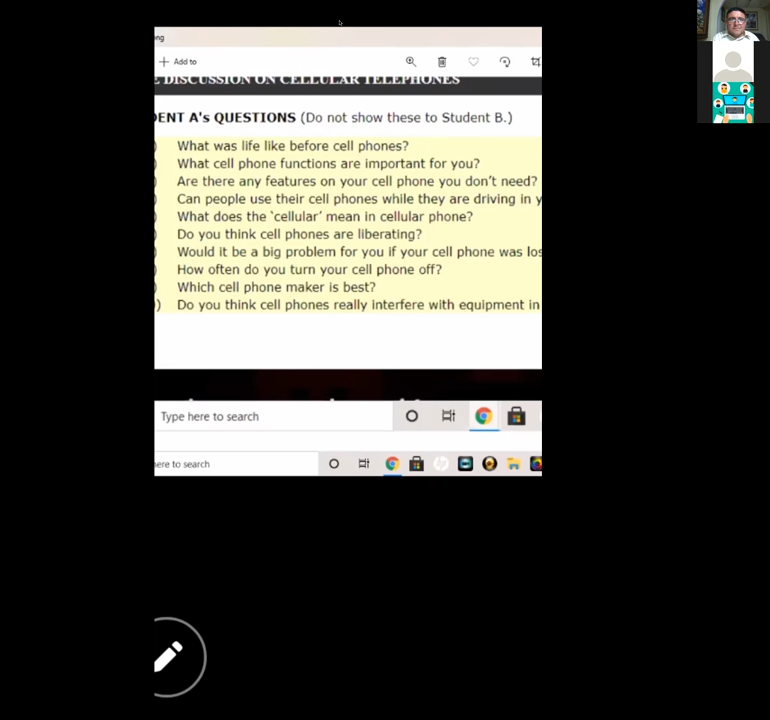 ong
Add to
E DISCUSSION ON CELLULAR TELEPHONES
DENT A's QUESTIONS (Do not show these to Student B.)
) What was life like before cell phones?
) What cell phone functions are important for you?
) Are there any features on your cell phone you don't need?
) Can people use their cell phones while they are driving in y
) What does the 'cellular' mean in cellular phone?
) Do you think cell phones are liberating?
) Would it be a big problem for you if your cell phone was los
) How often do you turn your cell phone off?
) Which cell phone maker is best?
0) Do you think cell phones really interfere with equipment in
Type here to search
ere to search